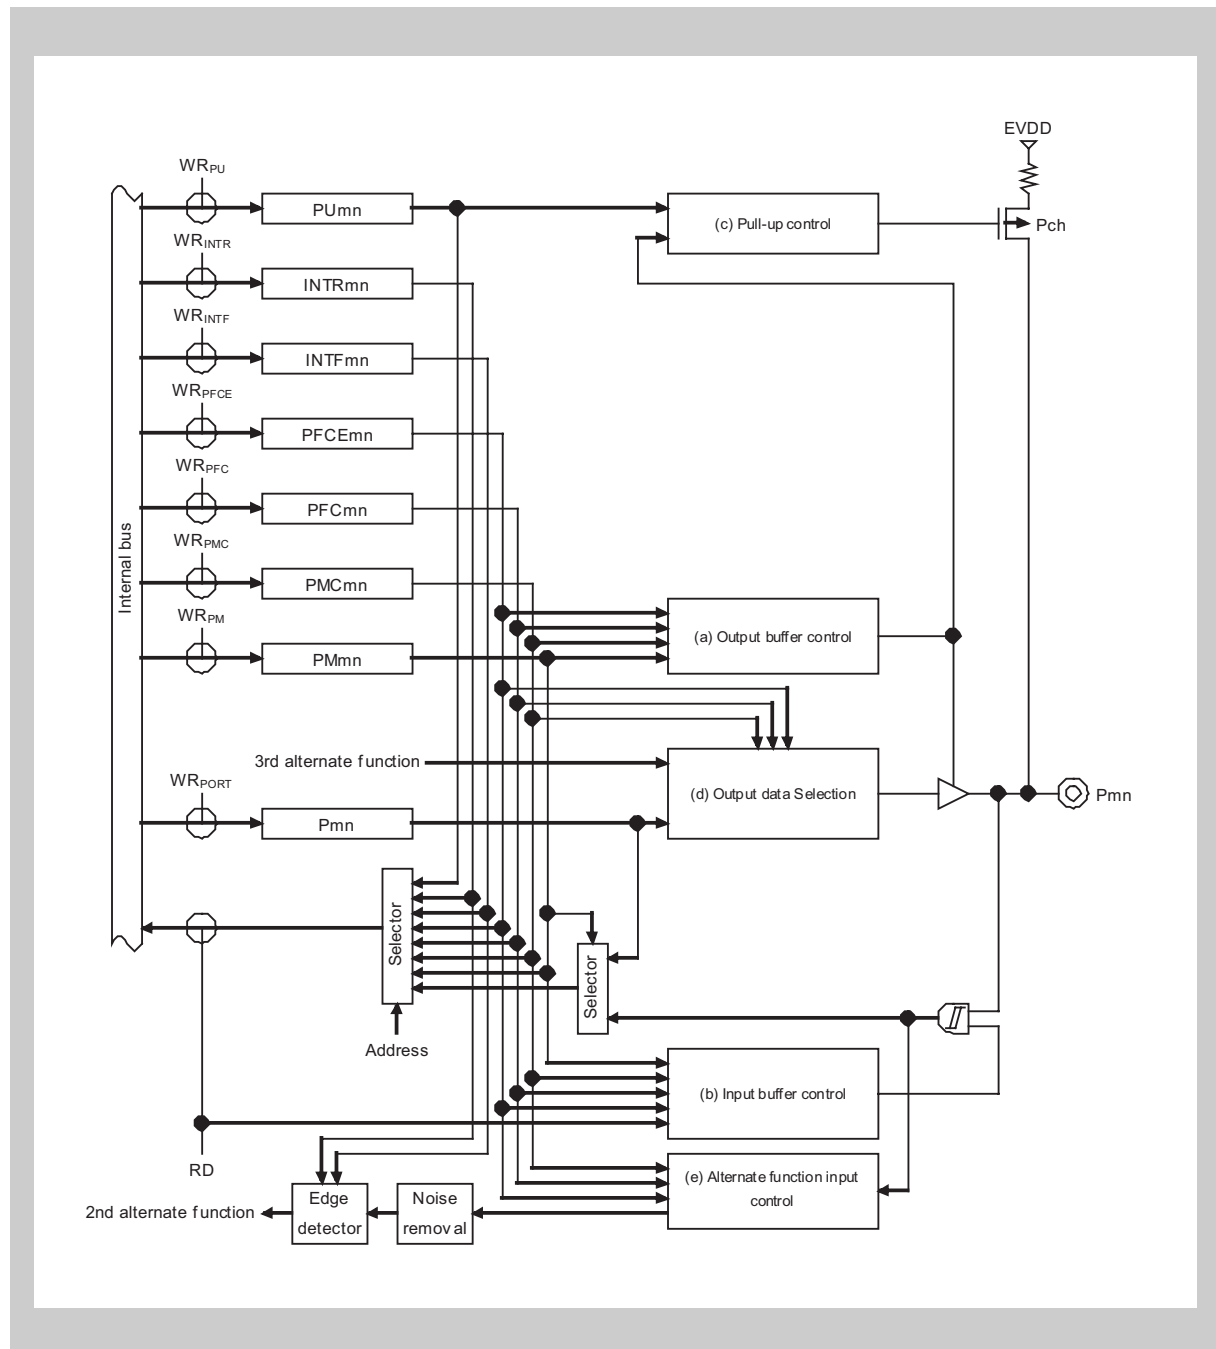 EVDD
WRPU
PUmn
(c) Pull-up control
Pch
WRINTR
INTRmn
WRINTF
INTFmn
WRPFCE
PFCEmn
WRPFC
PFCmn
Internal bus
WRPMC
PMCmn
WRPM
PMmn
(a) Output buffer control
3rd alternate function
WRPORT
Pmn
(d) Output data Selection
Pmn
Selector
Selector
Address
(b) Input buffer control
RD
(e) Alternate function input
control
2nd alternate function
Edge
detector
Noise
removal